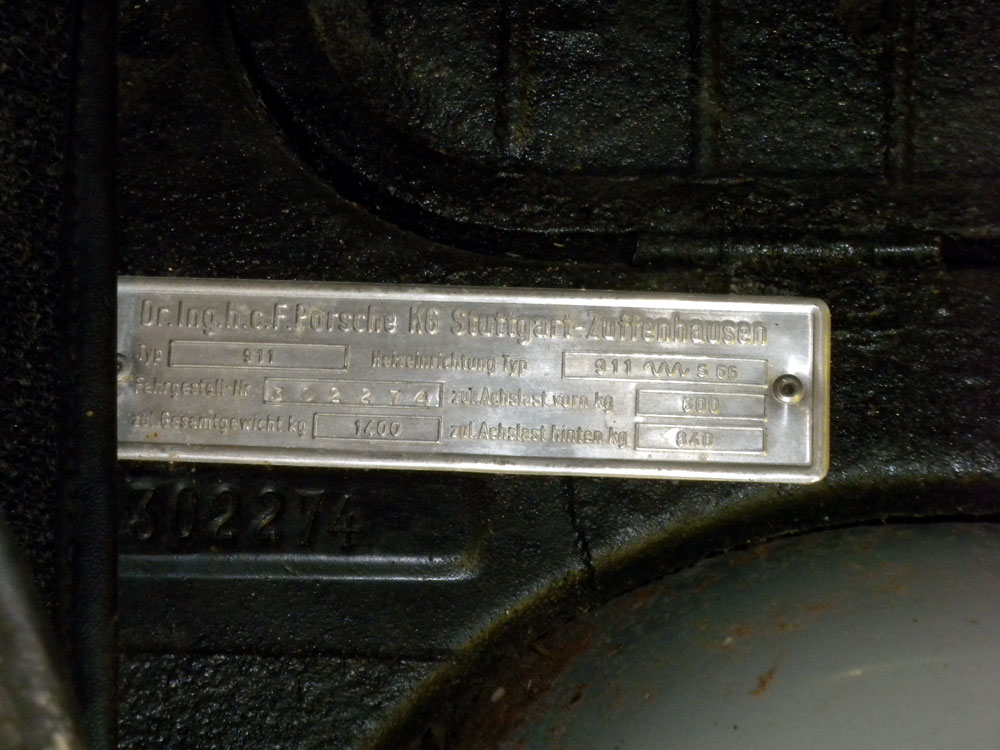 Dr.Ing.h.c.F.Porsche KG Stuttgart-Zuffenhausen
Typ 911 Heizeinrichtung Typ 911 S 56
Fahrgestell-Nr. 302274 zul.Achslast vorn kg 600
zul.Gesamtgewicht kg 1400 zul.Achslast hinten kg 840
302274